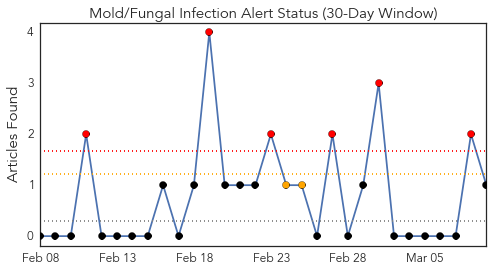 Mold/Fungal Infection Alert Status (30-Day Window)
Articles Found
4
3
2
1
0
Feb 08
Feb 13
Feb 18
Feb 23
Feb 28
Mar 05